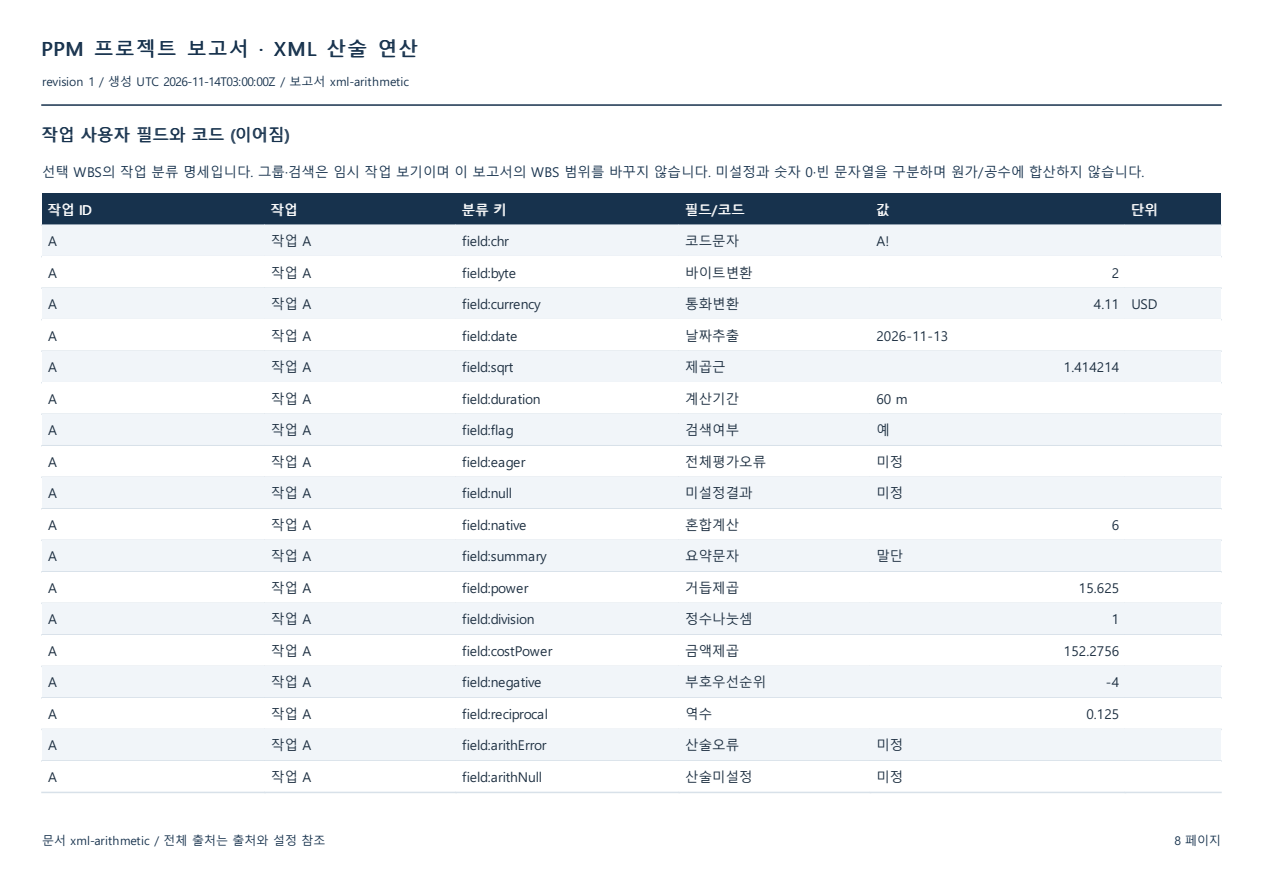 PPM 프로젝트 보고서 · XML 산술 연산
revision 1 / 생성 UTC 2026-11-14T03:00:00Z / 보고서 xml-arithmetic
작업 사용자 필드와 코드 (이어짐)
선택 WBS의 작업 분류 명세입니다. 그룹·검색은 임시 작업 보기이며 이 보고서의 WBS 범위를 바꾸지 않습니다. 미설정과 숫자 0·빈 문자열을 구분하며 원가/공수에 합산하지 않습니다.
작업 ID 작업 분류 키 필드/코드 값 단위
A 작업 A field:chr 코드문자 A!
A 작업 A field:byte 바이트변환 2
A 작업 A field:currency 통화변환 4.11 USD
A 작업 A field:date 날짜추출 2026-11-13
A 작업 A field:sqrt 제곱근 1.414214
A 작업 A field:duration 계산기간 60 m
A 작업 A field:flag 검색여부 예
A 작업 A field:eager 전체평가오류 미정
A 작업 A field:null 미설정결과 미정
A 작업 A field:native 혼합계산 6
A 작업 A field:summary 요약문자 말단
A 작업 A field:power 거듭제곱 15.625
A 작업 A field:division 정수나눗셈 1
A 작업 A field:costPower 금액제곱 152.2756
A 작업 A field:negative 부호우선순위 -4
A 작업 A field:reciprocal 역수 0.125
A 작업 A field:arithError 산술오류 미정
A 작업 A field:arithNull 산술미설정 미정
문서 xml-arithmetic / 전체 출처는 출처와 설정 참조
8 페이지